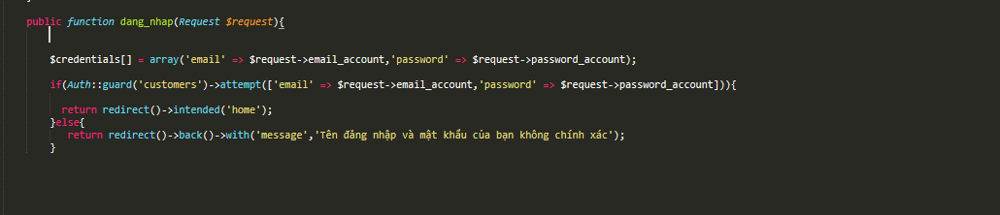 public function dang_nhap(Request $request){
$credentials[] = array('email' => $request->email_account,'password' => $request->password_account);
if(Auth::guard('customers')->attempt(['email' => $request->email_account,'password' => $request->password_account])){
return redirect()->intended('home');
}else{
return redirect()->back()->with('message','Tên đăng nhập và mật khẩu của bạn không chính xác');
}